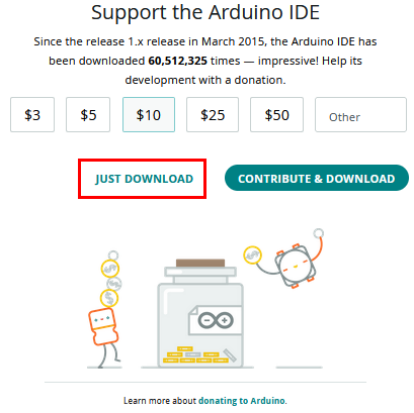 Support the Arduino IDE
Since the release 1.x release in March 2015, the Arduino IDE has
been downloaded 60,512,325 times — impressive! Help its
development with a donation.
$3 $5 $10 $25 $50 Other
JUST DOWNLOAD CONTRIBUTE & DOWNLOAD
Learn more about donating to Arduino.